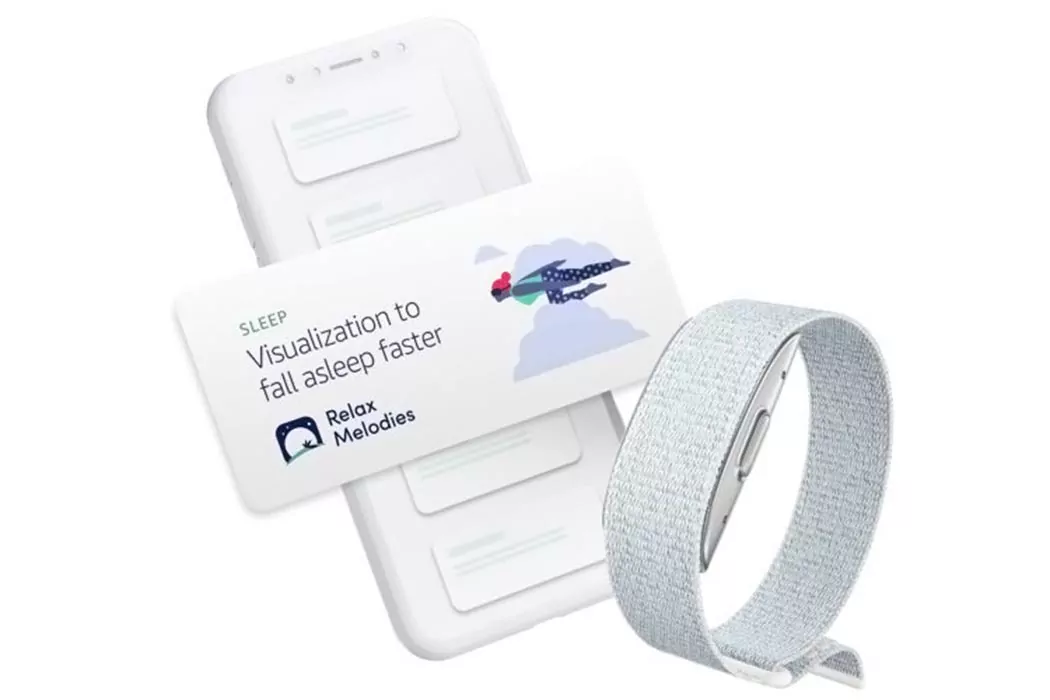 SLEEP
Visualization to
fall asleep faster
Relax
Melodies